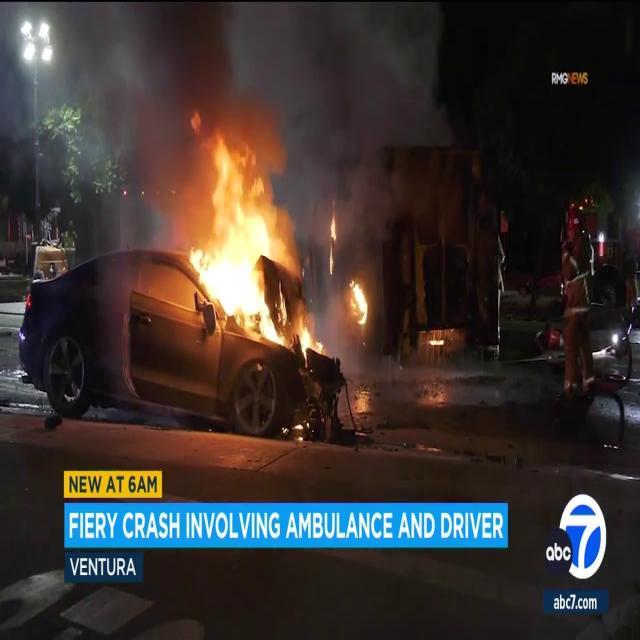 RMGNEWS
NEW AT 6AM
FIERY CRASH INVOLVING AMBULANCE AND DRIVER
VENTURA
abc 7
abc7.com